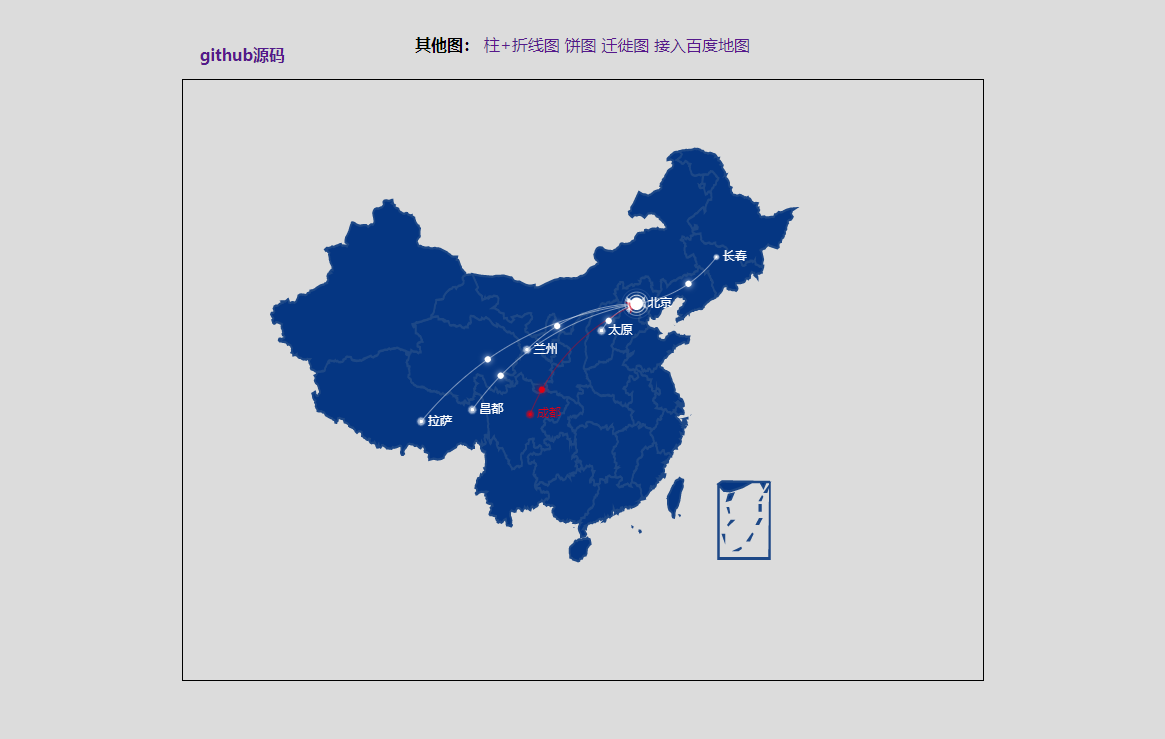 其他图： 柱+折线图 饼图 迁徙图 接入百度地图
github源码
长春
北京
太原
兰州
昌都
成都
拉萨